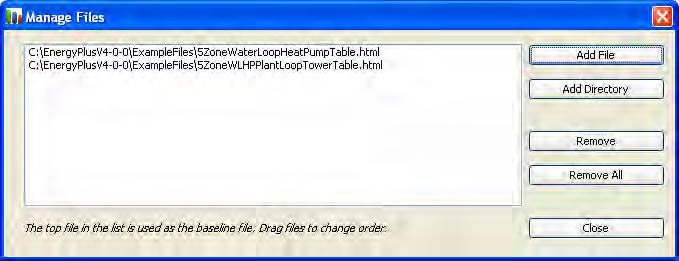 Manage Files
C:\EnergyPlusV4-0-0\ExampleFiles\5ZoneWaterLoopHeatPumpTable.html
C:\EnergyPlusV4-0-0\ExampleFiles\5ZoneWLHPPlantLoopTowerTable.html
Add File
Add Directory
Remove
Remove All
The top file in the list is used as the baseline file. Drag files to change order.
Close